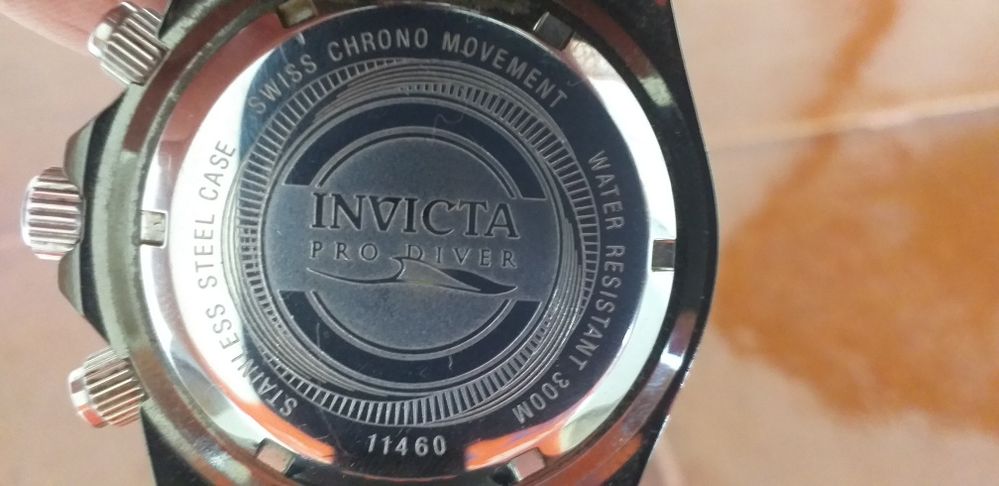 SWISS CHRONO MOVEMENT
WATER RESISTANT 300M
STAINLESS STEEL CASE
INVICTA
PRO DIVER
11460